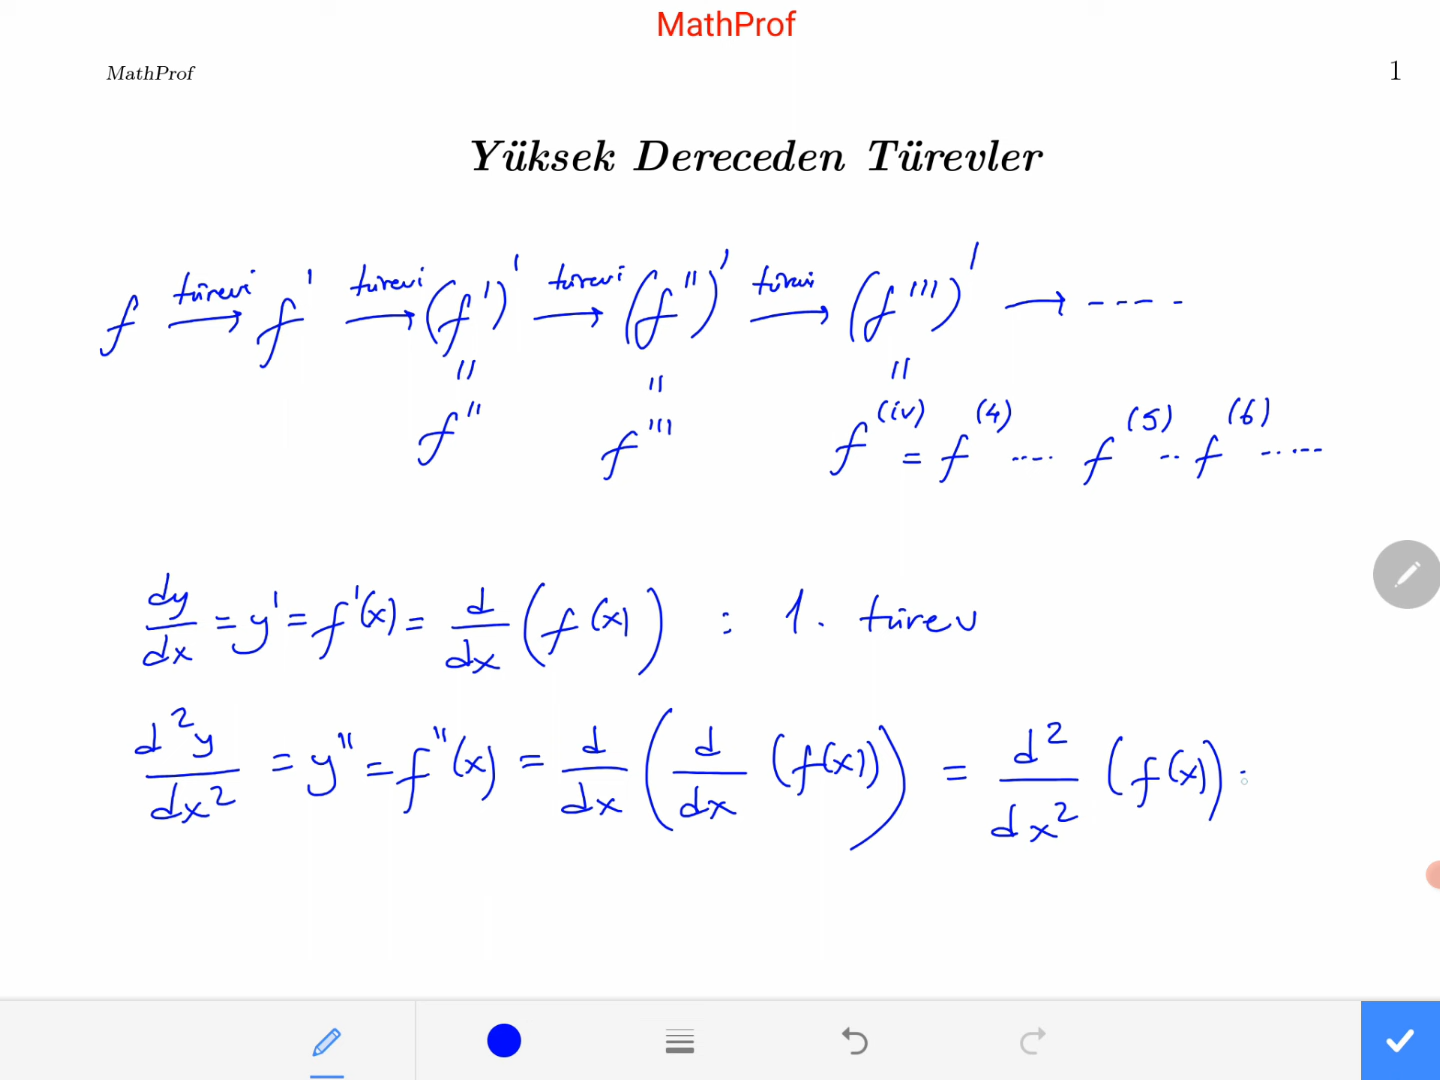 MathProf
MathProf 1
Yüksek Dereceden Türevler
f →(türevi) f' →(türevi) (f')' →(türevi) (f'')' →(türevi) (f''')' → ----
= f'' = f''' = f^(iv) = f^(4) .... f^(5) .. f^(6) .....
dy/dx = y' = f'(x) = d/dx (f(x)) : 1. türev
d²y/dx² = y'' = f''(x) = d/dx (d/dx (f(x))) = d²/dx² (f(x)) :